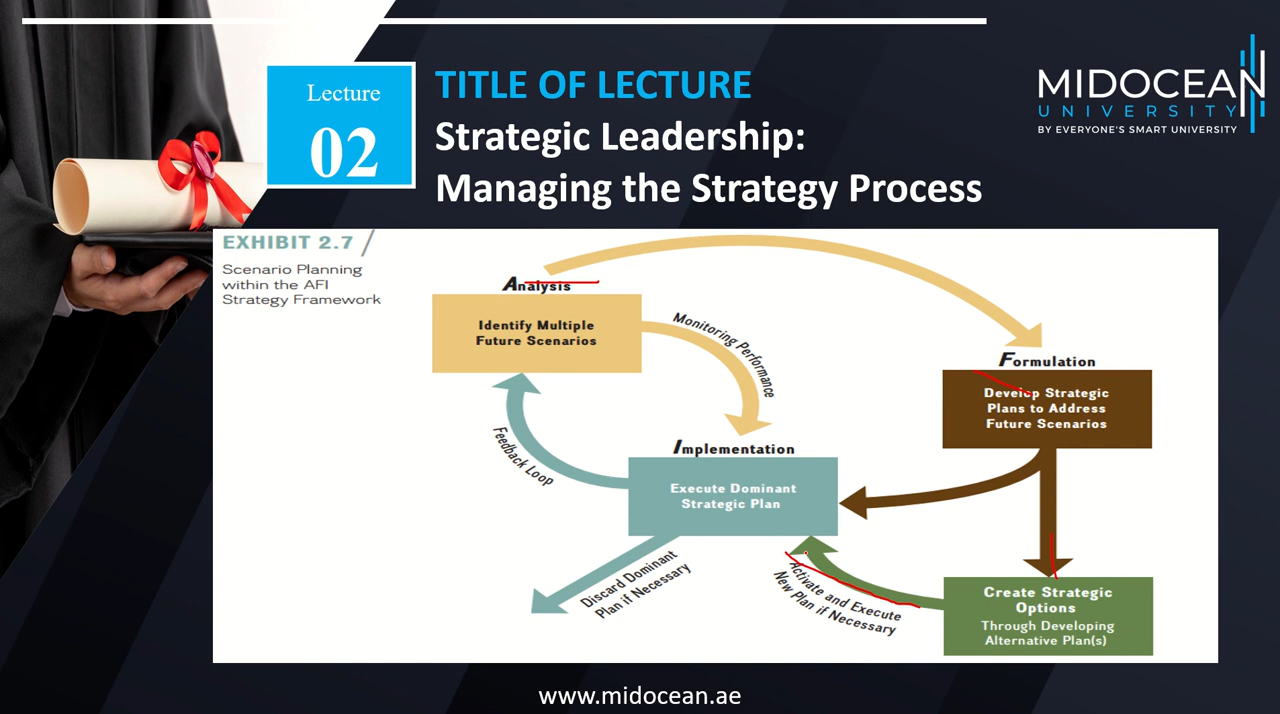 Lecture
02
TITLE OF LECTURE
Strategic Leadership:
Managing the Strategy Process
MIDOCEAN
UNIVERSITY
BY EVERYONE'S SMART UNIVERSITY
EXHIBIT 2.7
Scenario Planning
within the AFI
Strategy Framework
Analysis
Identify Multiple
Future Scenarios
Monitoring Performance
Formulation
Develop Strategic
Plans to Address
Future Scenarios
Feedback Loop
Implementation
Execute Dominant
Strategic Plan
Discard Dominant
Plan if Necessary
Activate and Execute
New Plan if Necessary
Create Strategic
Options
Through Developing
Alternative Plan(s)
www.midocean.ae